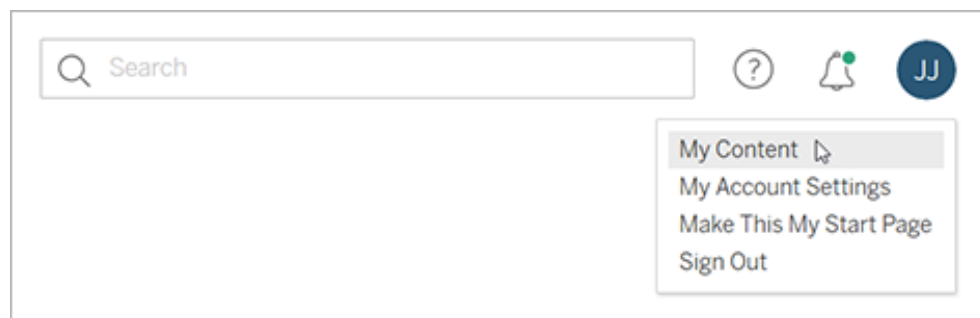 Search
?
JJ
My Content
My Account Settings
Make This My Start Page
Sign Out